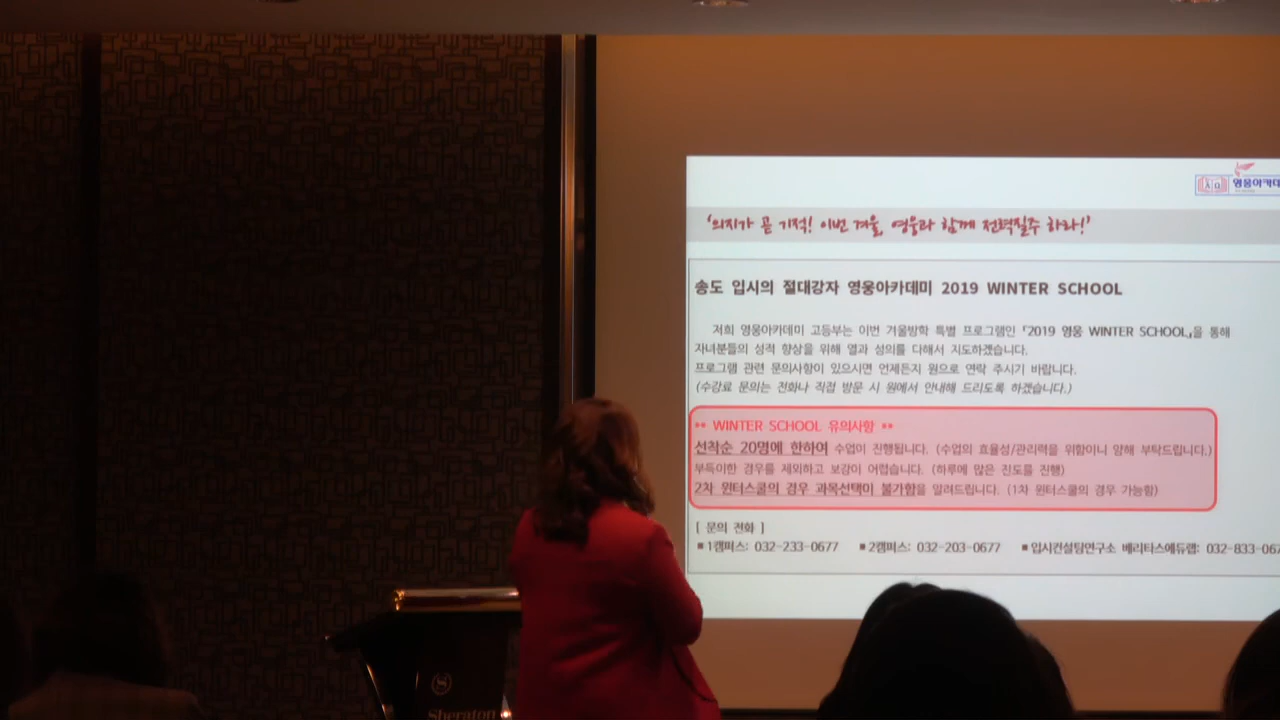 영웅아카데
'의지가 곧 기적! 이번 겨울, 영웅과 함께 전력질주 하라!'
송도 입시의 절대강자 영웅아카데미 2019 WINTER SCHOOL
저희 영웅아카데미 고등부는 이번 겨울방학 특별 프로그램인 「2019 영웅 WINTER SCHOOL」을 통해
자녀분들의 성적 향상을 위해 열과 성의를 다해서 지도하겠습니다.
프로그램 관련 문의사항이 있으시면 언제든지 원으로 연락 주시기 바랍니다.
(수강료 문의는 전화나 직접 방문 시 원에서 안내해 드리도록 하겠습니다.)
** WINTER SCHOOL 유의사항 **
선착순 20명에 한하여 수업이 진행됩니다. (수업의 효율성/관리력을 위함이니 양해 부탁드립니다.)
부득이한 경우를 제외하고 보강이 어렵습니다. (하루에 많은 진도를 진행)
2차 윈터스쿨의 경우 과목선택이 불가함을 알려드립니다. (1차 윈터스쿨의 경우 가능함)
[ 문의 전화 ]
■ 1캠퍼스: 032-233-0677 ■ 2캠퍼스: 032-203-0677 ■ 입시컨설팅연구소 베리타스에듀랩: 032-833-067
S
Sheraton